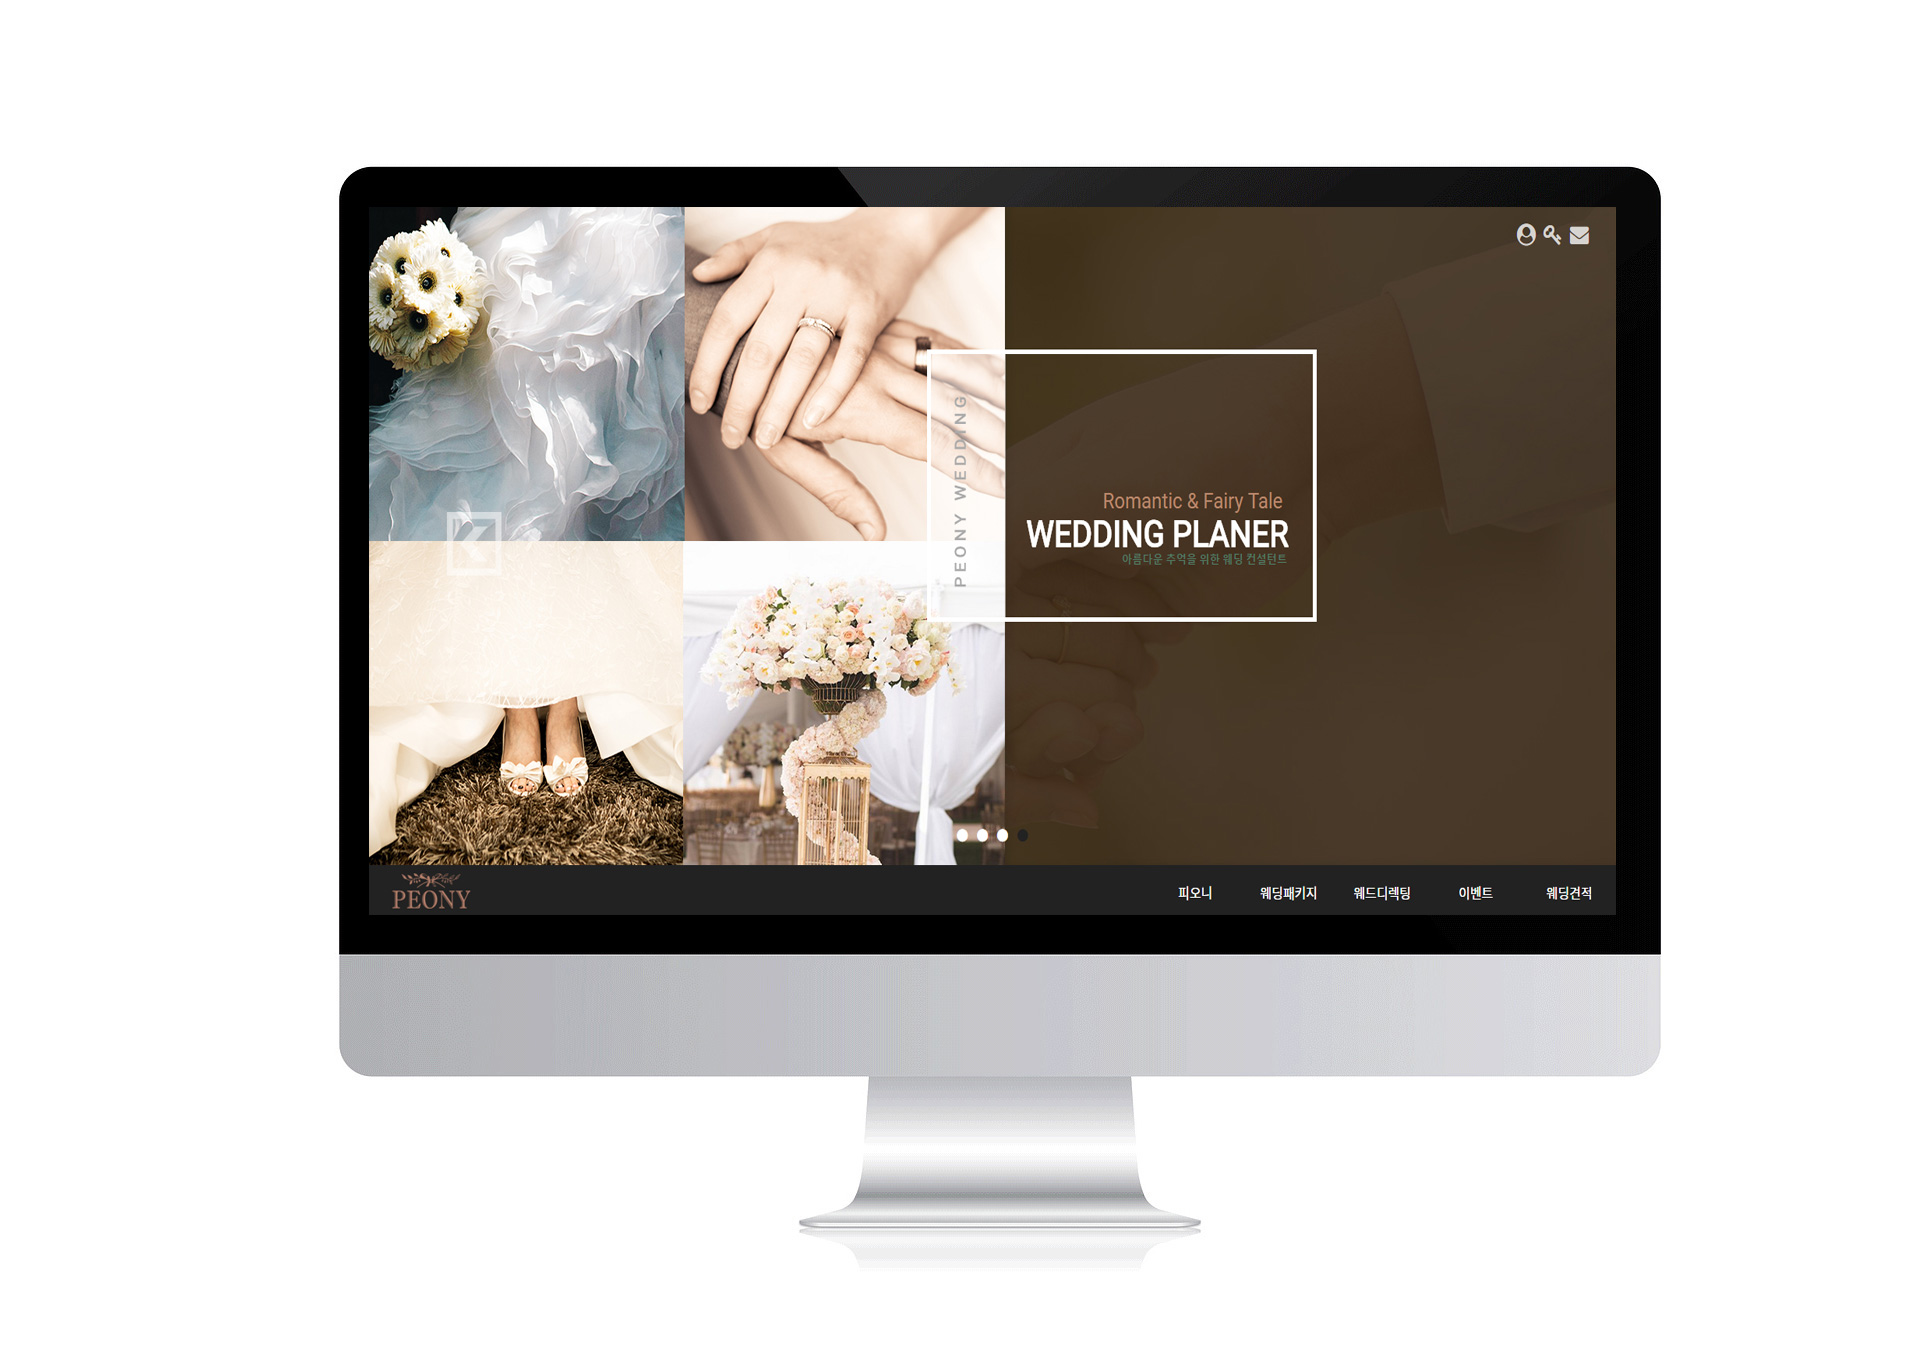 PEONY WEDDING
Romantic & Fairy Tale
WEDDING PLANER
아름다운 추억을 위한 웨딩 컨설턴트
PEONY
피오니 웨딩패키지 웨드디렉팅 이벤트 웨딩견적